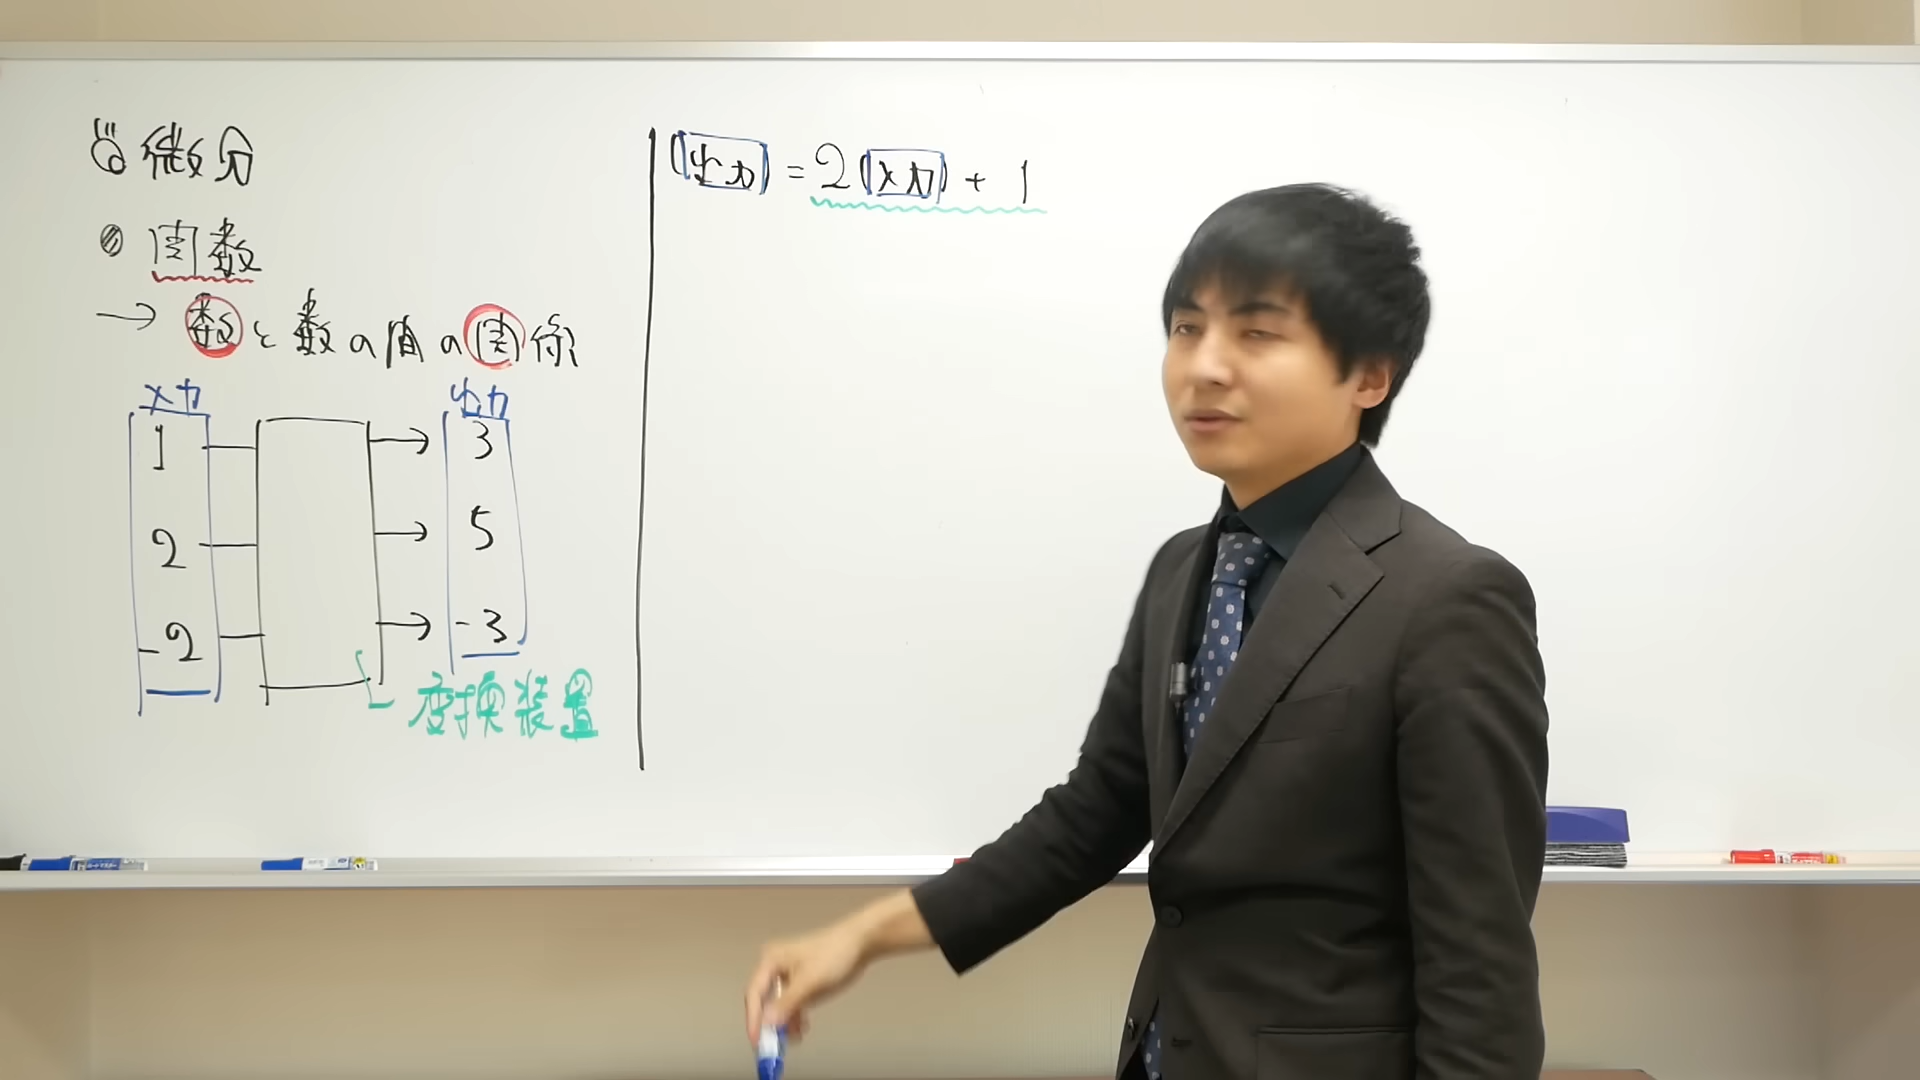 微分
関数
→ 数と数の間の関係
入力 出力
1 → 3
2 → 5
-2 → -3
変換装置
(出力) = 2(入力) + 1